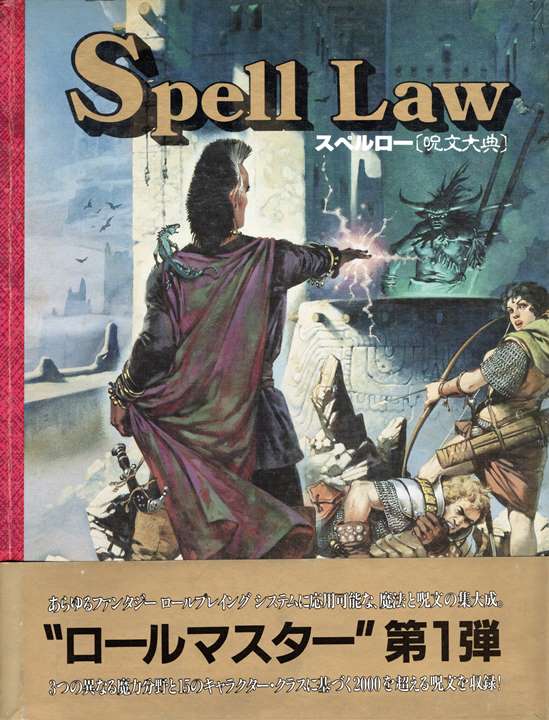 Spell Law
スペルロー〔呪文大典〕
あらゆるファンタジー ロールプレイング システムに応用可能な、魔法と呪文の集大成。
“ロールマスター”第1弾
3つの異なる魔力分野と15のキャラクター・クラスに基づく2000を超える呪文を収録!